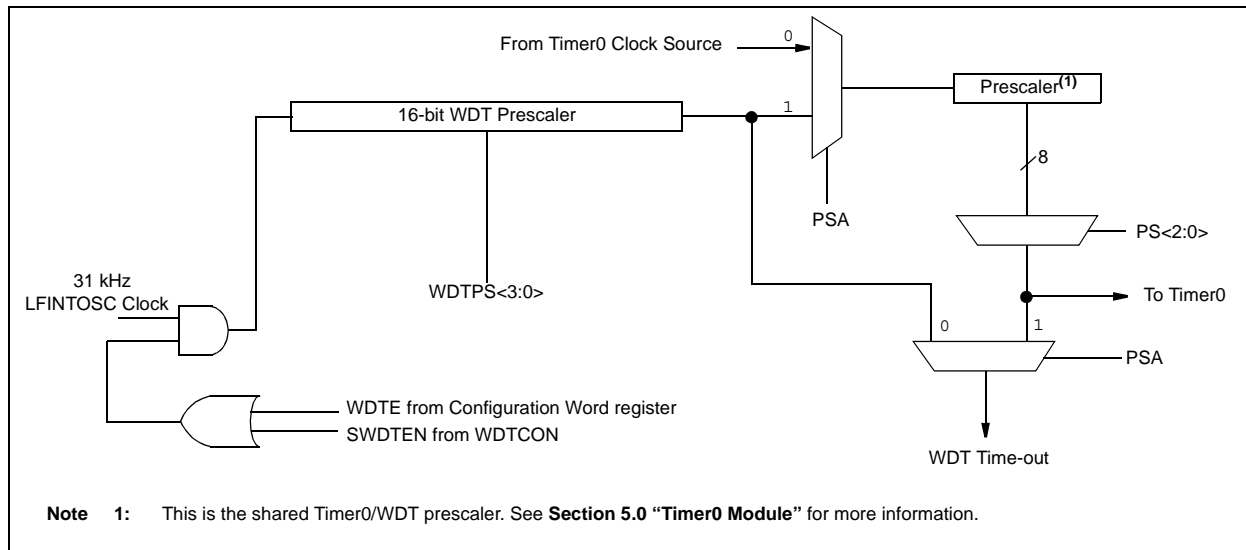 From Timer0 Clock Source
0
1
Prescaler(1)
16-bit WDT Prescaler
8
PSA
PS<2:0>
31 kHz
LFINTOSC Clock
WDTPS<3:0>
To Timer0
0
1
PSA
WDTE from Configuration Word register
SWDTEN from WDTCON
WDT Time-out
Note 1: This is the shared Timer0/WDT prescaler. See Section 5.0 “Timer0 Module” for more information.